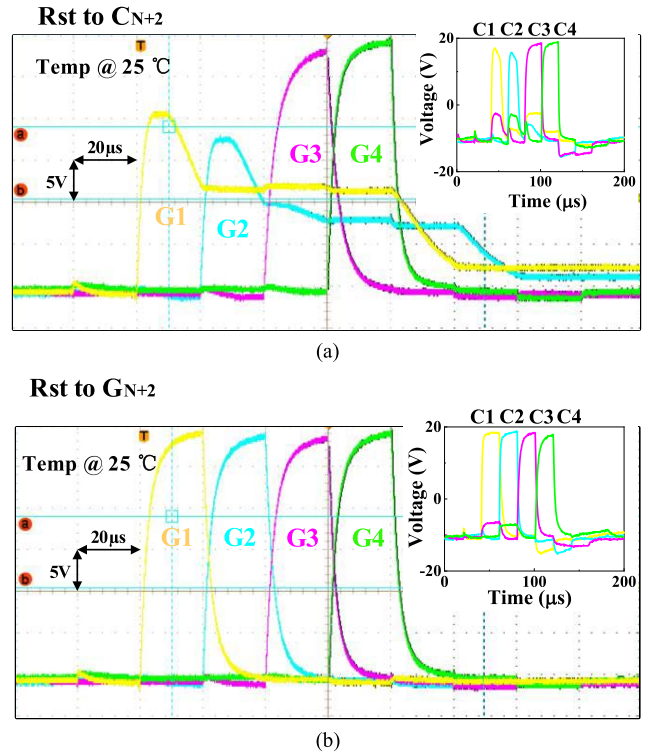 Rst to CN+2
T
Temp @ 25 ℃
a
20μs
b
5V
G1
G2
G3
G4
C1 C2 C3 C4
Voltage (V)
20
0
-20
0
100
200
Time (μs)
(a)
Rst to GN+2
T
Temp @ 25 ℃
a
20μs
b
5V
G1
G2
G3
G4
C1 C2 C3 C4
Voltage (V)
20
0
-20
0
100
200
Time (μs)
(b)